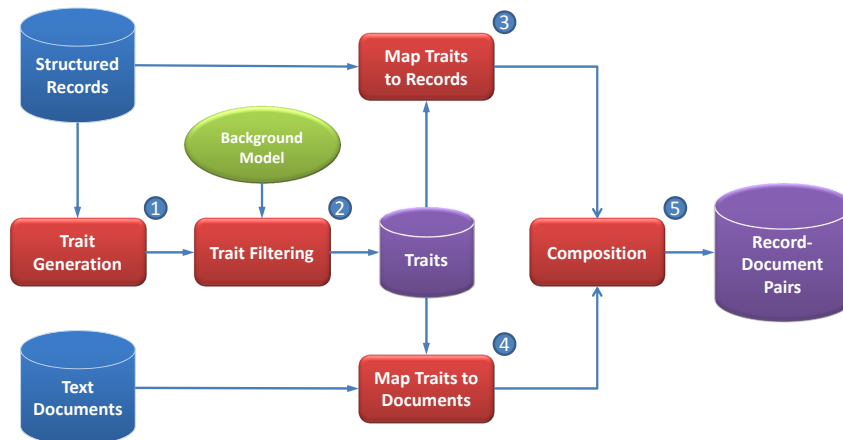 3
Structured
Records
Map Traits
to Records
Background
Model
1
2
5
Trait
Generation
Trait Filtering
Traits
Composition
Record-
Document
Pairs
4
Text
Documents
Map Traits to
Documents